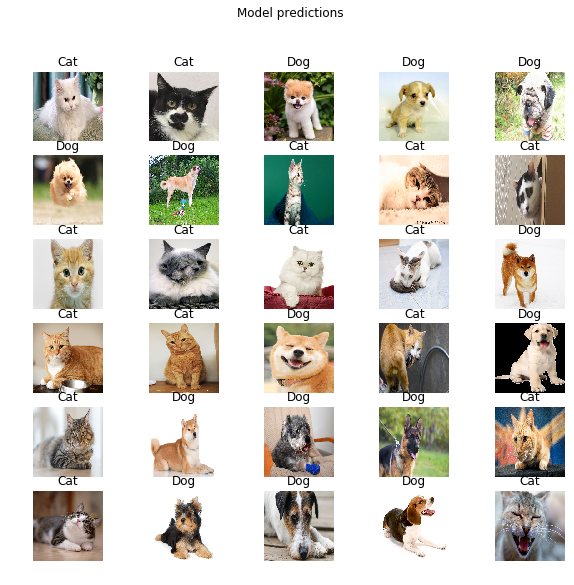 Model predictions
Cat Cat Dog Dog Dog
Dog Dog Cat Cat Cat
Cat Cat Cat Cat Dog
Cat Cat Dog Cat Dog
Cat Dog Dog Dog Cat
Cat Dog Dog Dog Cat